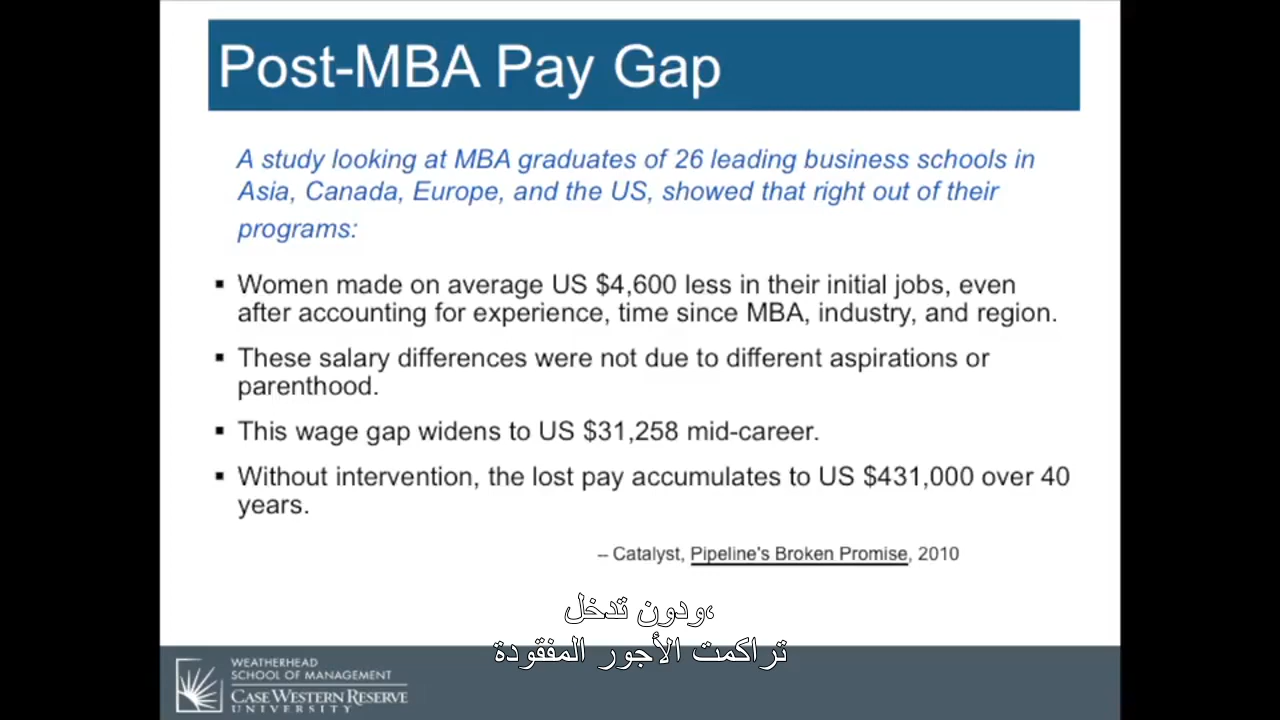 Post-MBA Pay Gap
A study looking at MBA graduates of 26 leading business schools in
Asia, Canada, Europe, and the US, showed that right out of their
programs:
▪ Women made on average US $4,600 less in their initial jobs, even
after accounting for experience, time since MBA, industry, and region.
▪ These salary differences were not due to different aspirations or
parenthood.
▪ This wage gap widens to US $31,258 mid-career.
▪ Without intervention, the lost pay accumulates to US $431,000 over 40
years.
– Catalyst, Pipeline's Broken Promise, 2010
ودون تدخل،
تراكمت الأجور المفقودة
WEATHERHEAD
SCHOOL OF MANAGEMENT
CASE WESTERN RESERVE
UNIVERSITY